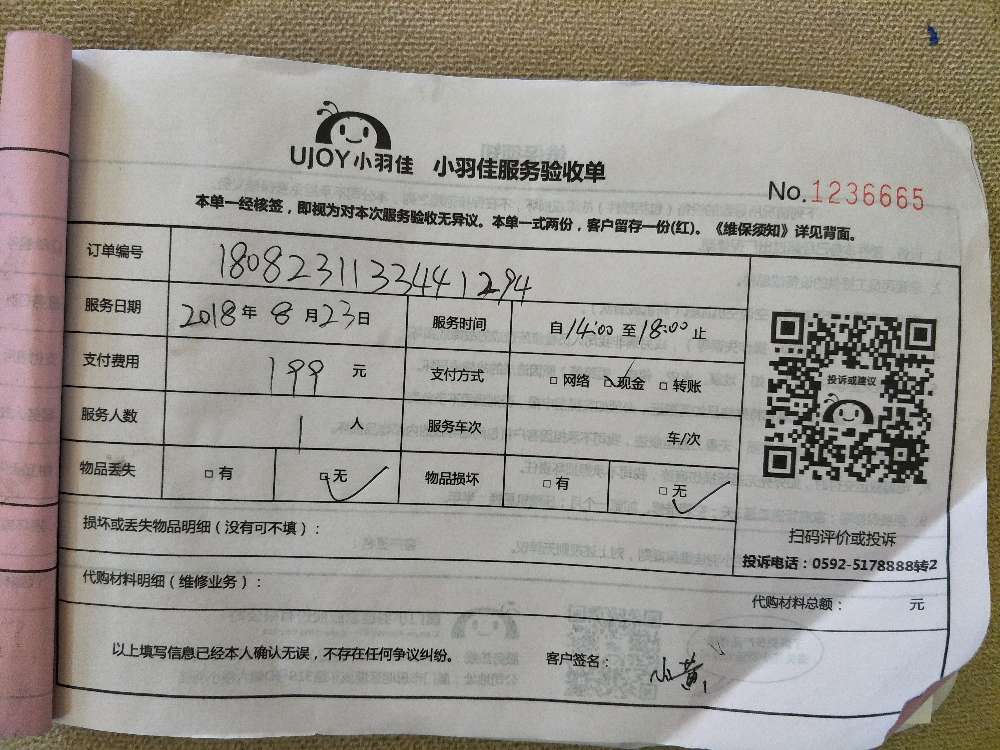 UJOY小羽佳 小羽佳服务验收单
No.1236665
本单一经核签，即视为对本次服务验收无异议。本单一式两份，客户留存一份(红)。《维保须知》详见背面。
订单编号 180823113344 1294
服务日期 2018年 8 月 23 日 服务时间 自 14:00 至 18:00 止
支付费用 199 元 支付方式 □ 网络 □ 现金 □ 转账
服务人数 1 人 服务车次 车/次
物品丢失 □ 有 □ 无 物品损坏 □ 有 □ 无
投诉或建议
扫码评价或投诉
投诉电话：0592-5178888转2
损坏或丢失物品明细（没有可不填）：
代购材料明细（维修业务）：
代购材料总额： 元
以上填写信息已经本人确认无误，不存在任何争议纠纷。 客户签名：